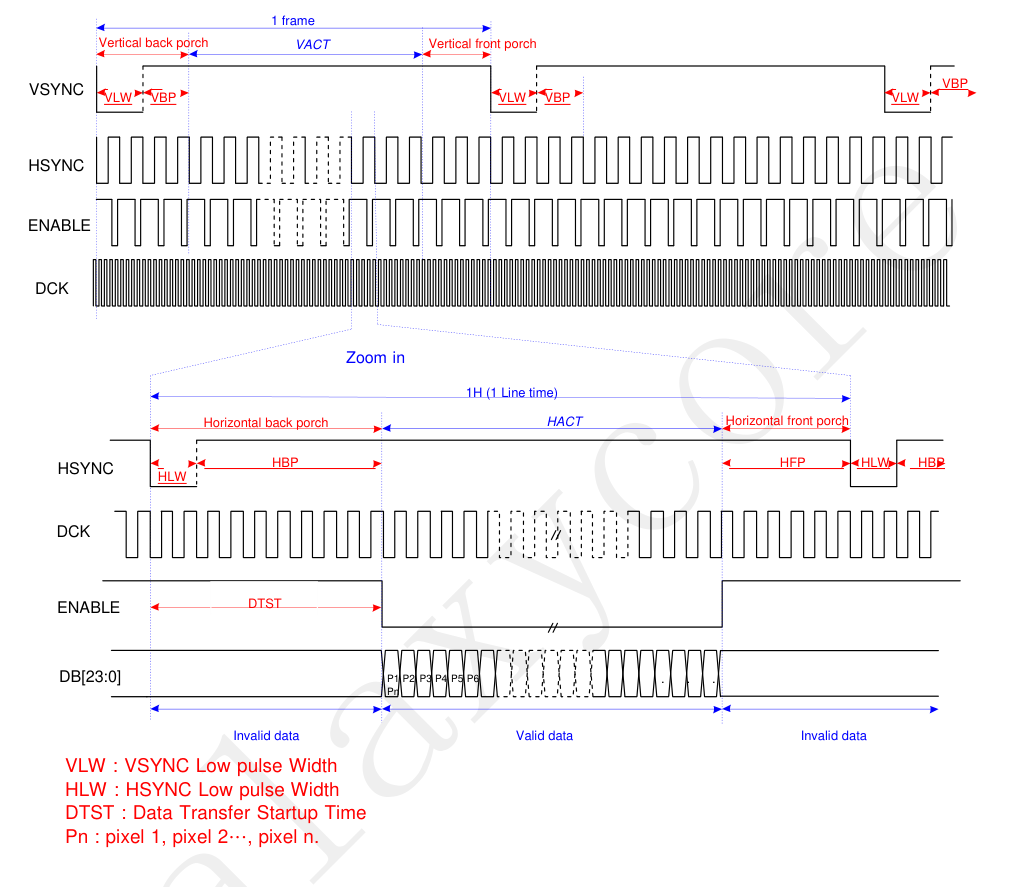 1 frame
Vertical back porch VACT Vertical front porch
VSYNC VLW VBP VLW VBP VLW VBP
HSYNC
ENABLE
DCK
Zoom in
1H (1 Line time)
Horizontal back porch HACT Horizontal front porch
HSYNC HLW HBP HFP HLW HBP
DCK //
ENABLE DTST //
DB[23:0] P1 P2 P3 P4 P5 P6 . . .
Pn
Invalid data Valid data Invalid data
VLW : VSYNC Low pulse Width
HLW : HSYNC Low pulse Width
DTST : Data Transfer Startup Time
Pn : pixel 1, pixel 2···, pixel n.
alaxycore